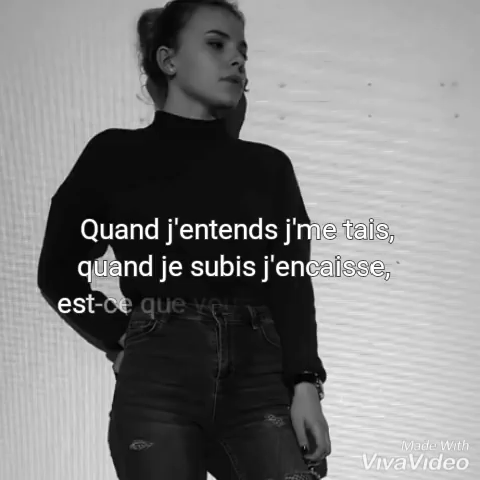 Quand j'entends j'me tais,
quand je subis j'encaisse,
est-ce que
Made With
VivaVideo